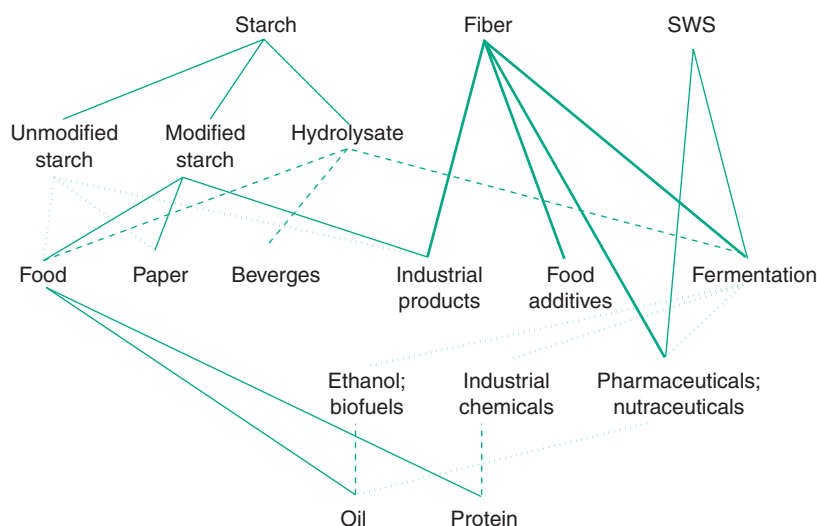 Starch
Fiber
SWS
Unmodified
starch
Modified
starch
Hydrolysate
Food
Paper
Beverges
Industrial
products
Food
additives
Fermentation
Ethanol;
biofuels
Industrial
chemicals
Pharmaceuticals;
nutraceuticals
Oil
Protein